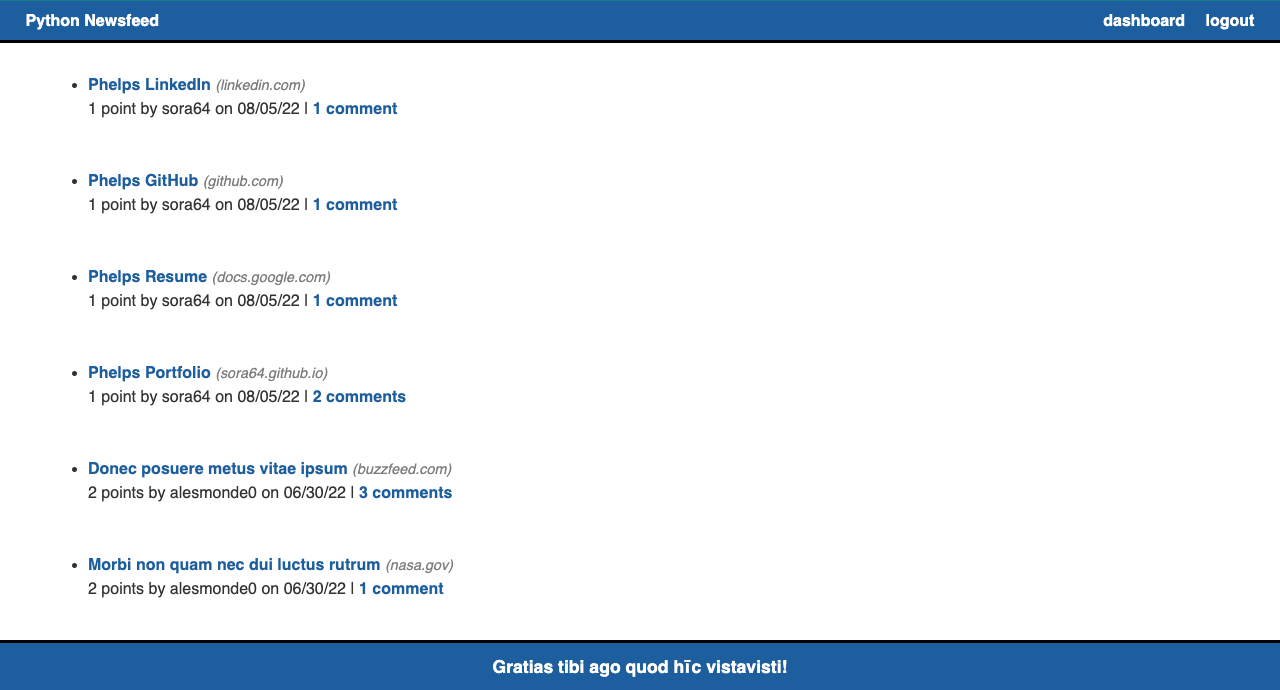 Python Newsfeed dashboard logout
Phelps LinkedIn (linkedin.com)
1 point by sora64 on 08/05/22 | 1 comment
Phelps GitHub (github.com)
1 point by sora64 on 08/05/22 | 1 comment
Phelps Resume (docs.google.com)
1 point by sora64 on 08/05/22 | 1 comment
Phelps Portfolio (sora64.github.io)
1 point by sora64 on 08/05/22 | 2 comments
Donec posuere metus vitae ipsum (buzzfeed.com)
2 points by alesmonde0 on 06/30/22 | 3 comments
Morbi non quam nec dui luctus rutrum (nasa.gov)
2 points by alesmonde0 on 06/30/22 | 1 comment
Gratias tibi ago quod hīc vistavisti!